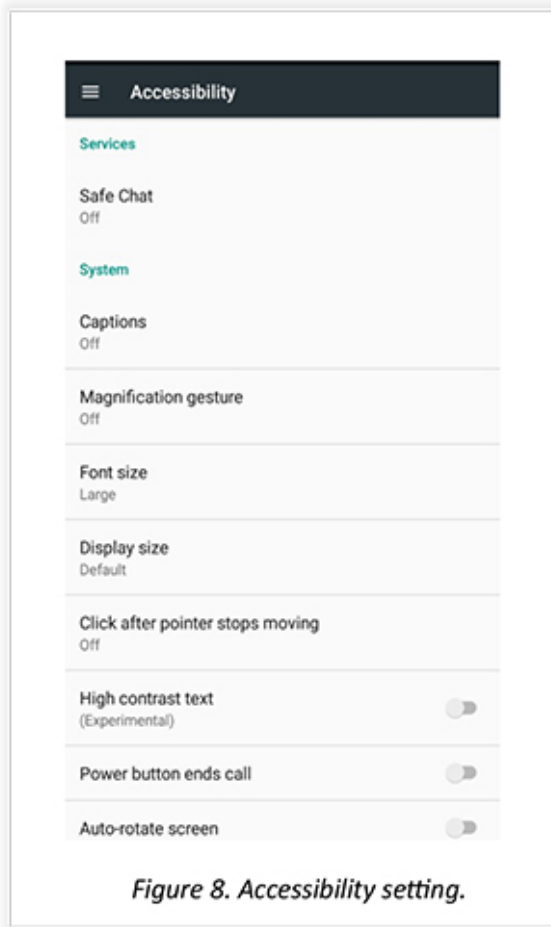 Accessibility
Services
Safe Chat
Off
System
Captions
Off
Magnification gesture
Off
Font size
Large
Display size
Default
Click after pointer stops moving
Off
High contrast text
(Experimental)
Power button ends call
Auto-rotate screen
Figure 8. Accessibility setting.